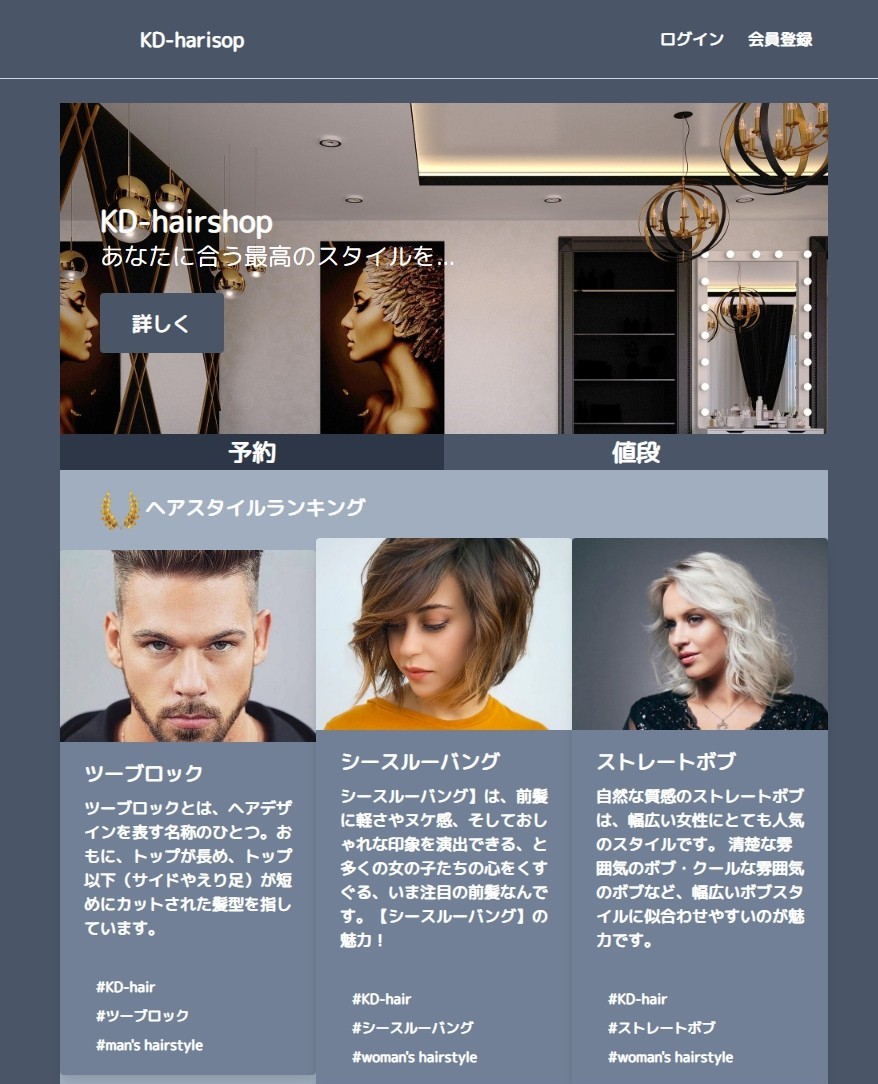 KD-harisop
ログイン 会員登録
KD-hairshop
あなたに合う最高のスタイルを...
詳しく
予約 値段
ヘアスタイルランキング
ツーブロック
ツーブロックとは、ヘアデザ
インを表す名称のひとつ。お
もに、トップが長め、トップ
以下（サイドやえり足）が短
めにカットされた髪型を指し
ています。
#KD-hair
#ツーブロック
#man's hairstyle
シースルーバング
シースルーバング】は、前髪
に軽さやヌケ感、そしておし
ゃれな印象を演出できる、と
多くの女の子たちの心をくす
ぐる、いま注目の前髪なんで
す。【シースルーバング】の
魅力！
#KD-hair
#シースルーバング
#woman's hairstyle
ストレートボブ
自然な質感のストレートボブ
は、幅広い女性にとても人気
のスタイルです。 清楚な雰
囲気のボブ・クールな雰囲気
のボブなど、幅広いボブスタ
イルに似合わせやすいのが魅
力です。
#KD-hair
#ストレートボブ
#woman's hairstyle